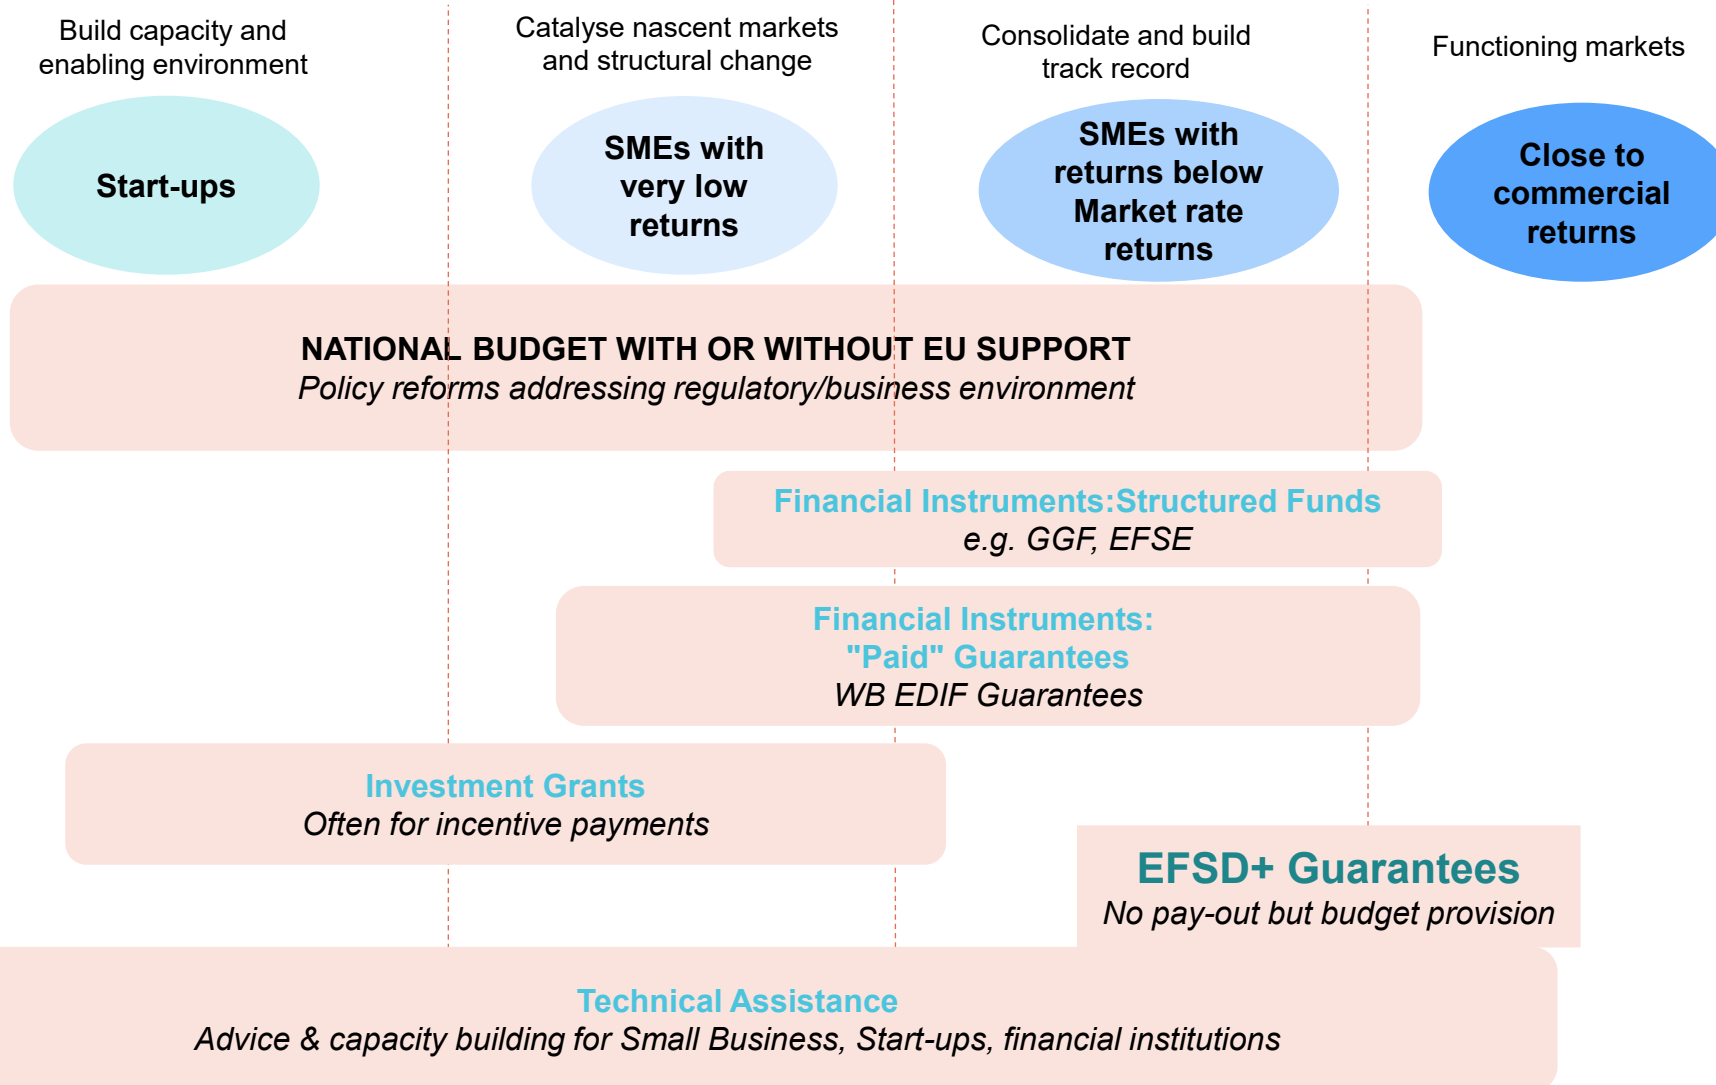 Build capacity and
enabling environment
Catalyse nascent markets
and structural change
Consolidate and build
track record
Functioning markets
Start-ups
SMEs with
very low
returns
SMEs with
returns below
Market rate
returns
Close to
commercial
returns
NATIONAL BUDGET WITH OR WITHOUT EU SUPPORT
Policy reforms addressing regulatory/business environment
Financial Instruments:Structured Funds
e.g. GGF, EFSE
Financial Instruments:
"Paid" Guarantees
WB EDIF Guarantees
Investment Grants
Often for incentive payments
EFSD+ Guarantees
No pay-out but budget provision
Technical Assistance
Advice & capacity building for Small Business, Start-ups, financial institutions